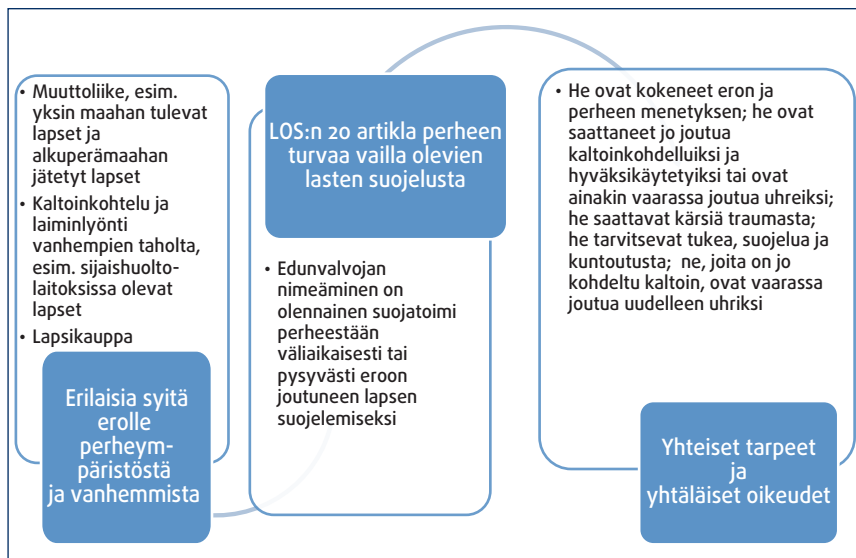 • Muuttoliike, esim.
yksin maahan tulevat
lapset ja
alkuperämaahan
jätetyt lapset
• Kaltoinkohtelu ja
laiminlyönti
vanhempien taholta,
esim. sijaishuolto-
laitoksissa olevat
lapset
• Lapsikauppa
Erilaisia syitä
erolle
perheym-
päristöstä
ja vanhemmista
LOS:n 20 artikla perheen
turvaa vailla olevien
lasten suojelusta
• Edunvalvojan
nimeäminen on
olennainen suojatoimi
perheestään
väliaikaisesti tai
pysyvästi eroon
joutuneen lapsen
suojelemiseksi
• He ovat kokeneet eron ja
perheen menetyksen; he ovat
saattaneet jo joutua
kaltoinkohdelluiksi ja
hyväksikäytetyiksi tai ovat
ainakin vaarassa joutua uhreiksi;
he saattavat kärsiä traumasta;
he tarvitsevat tukea, suojelua ja
kuntoutusta; ne, joita on jo
kohdeltu kaltoin, ovat vaarassa
joutua uudelleen uhriksi
Yhteiset tarpeet
ja
yhtäläiset oikeudet